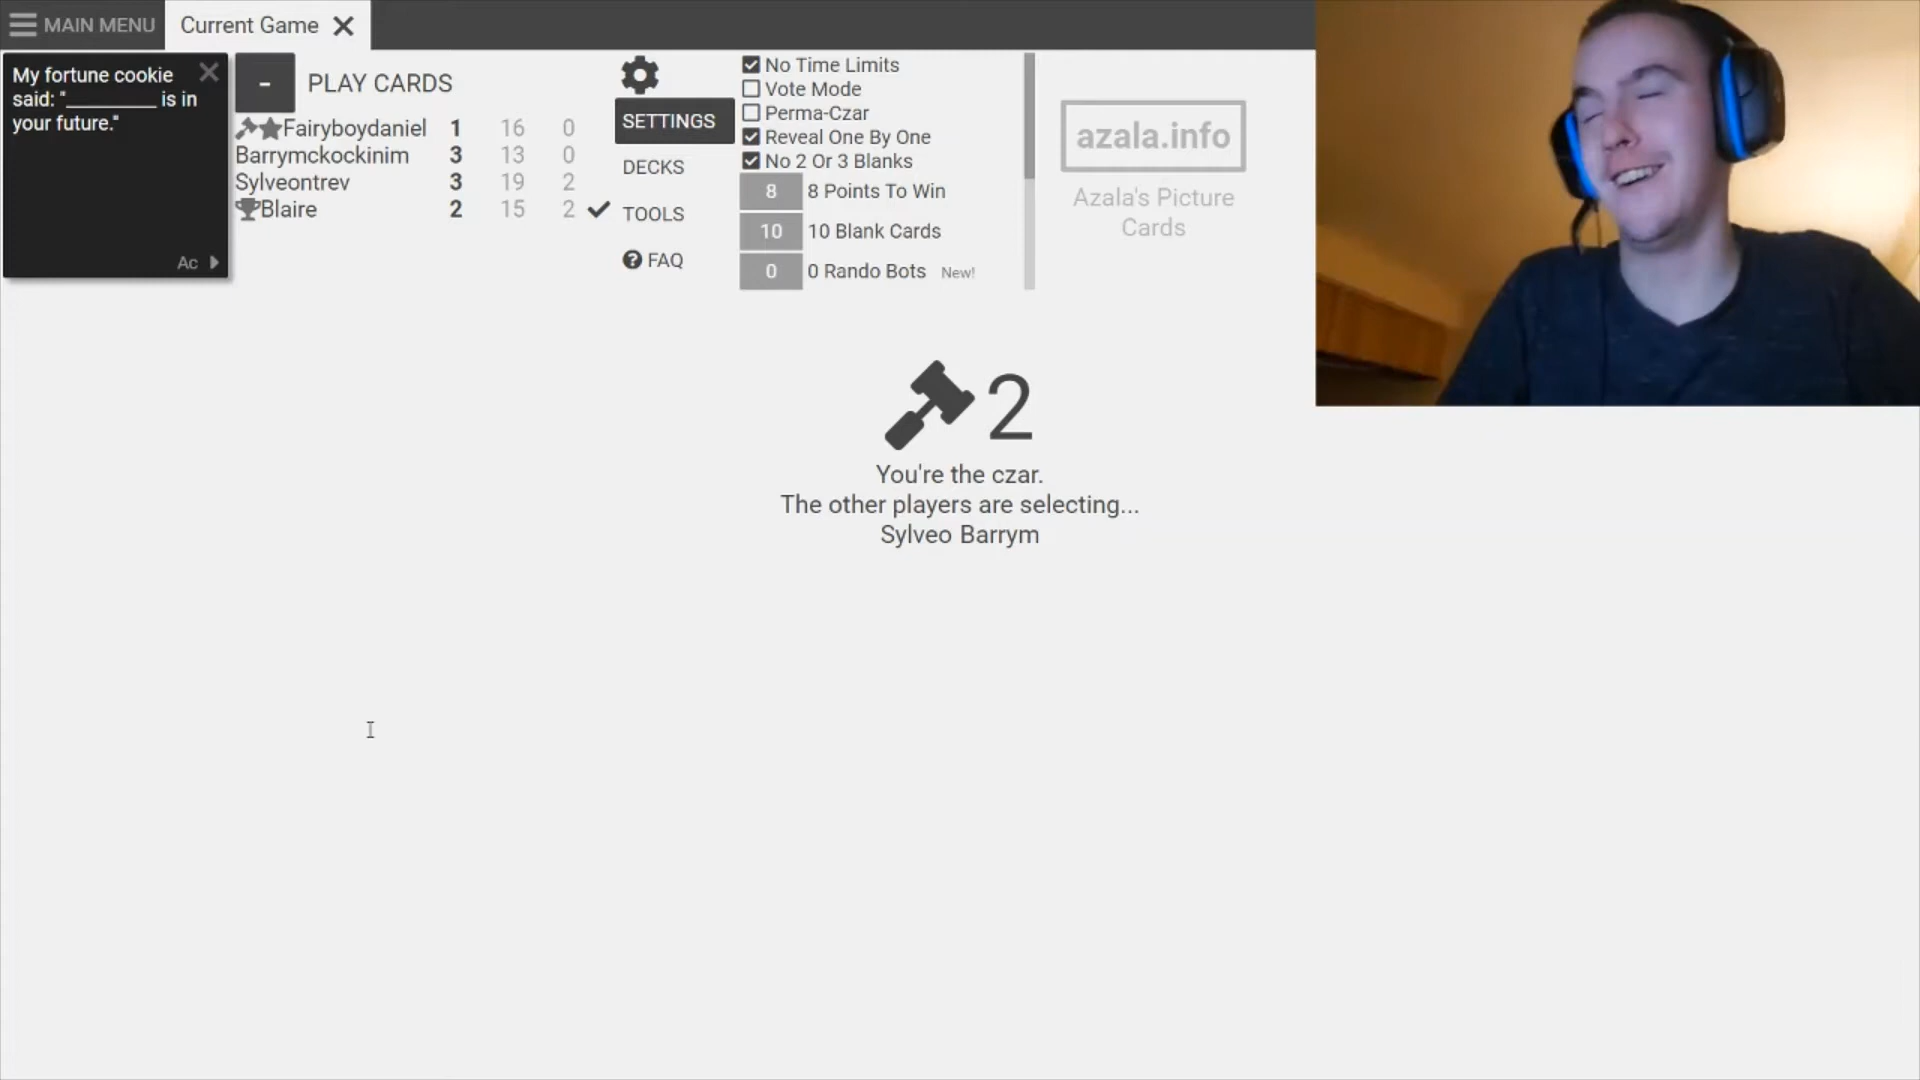 MAIN MENU
Current Game
My fortune cookie
said: "_________ is in
your future."
Ac
-
PLAY CARDS
Fairyboydaniel 1 16 0
Barrymckockinim 3 13 0
Sylveontrev 3 19 2
Blaire 2 15 2
SETTINGS
DECKS
TOOLS
FAQ
No Time Limits
Vote Mode
Perma-Czar
Reveal One By One
No 2 Or 3 Blanks
8 8 Points To Win
10 10 Blank Cards
0 0 Rando Bots New!
azala.info
Azala's Picture
Cards
2
You're the czar.
The other players are selecting...
Sylveo Barrym